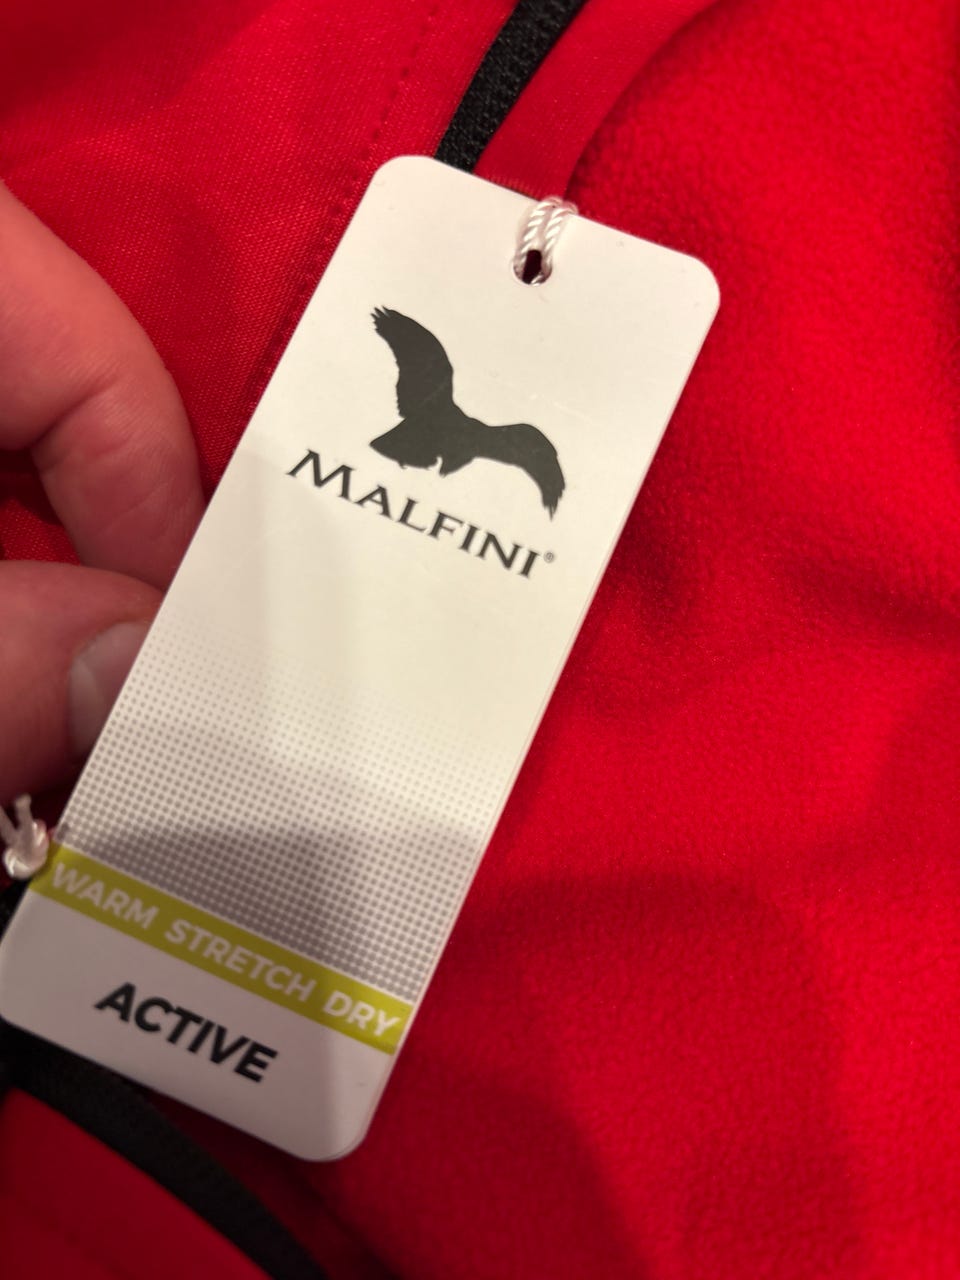 MALFINI®
WARM STRETCH DRY
ACTIVE